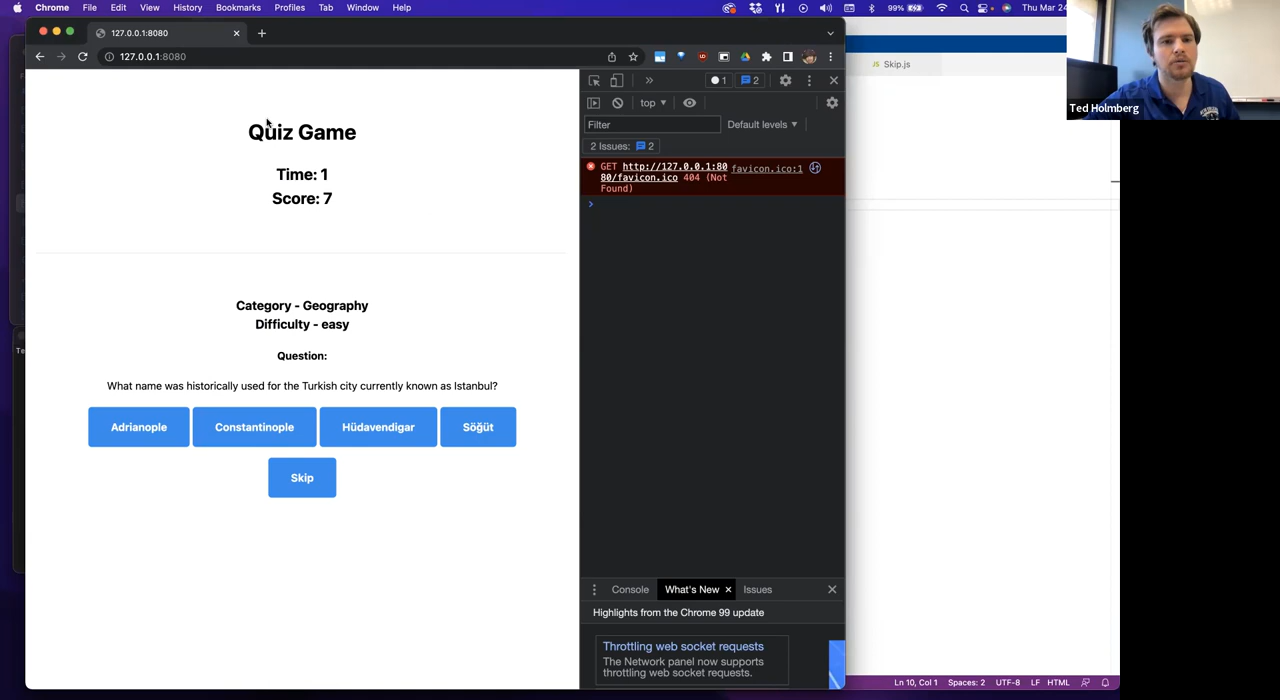 Chrome File Edit View History Bookmarks Profiles Tab Window Help 99% Thu Mar 24
127.0.0.1:8080
Skip.js
127.0.0.1:8080
Ted Holmberg
1 2
top
Filter Default levels
2 Issues: 2
GET http://127.0.0.1:80 favicon.ico:1
80/favicon.ico 404 (Not
Found)
Quiz Game
Time: 1
Score: 7
Category - Geography
Difficulty - easy
Question:
What name was historically used for the Turkish city currently known as Istanbul?
Adrianople Constantinople Hüdavendigar Söğüt
Skip
Console What's New Issues
Highlights from the Chrome 99 update
Throttling web socket requests
The Network panel now supports
throttling web socket requests.
Ln 10, Col 1 Spaces: 2 UTF-8 LF HTML